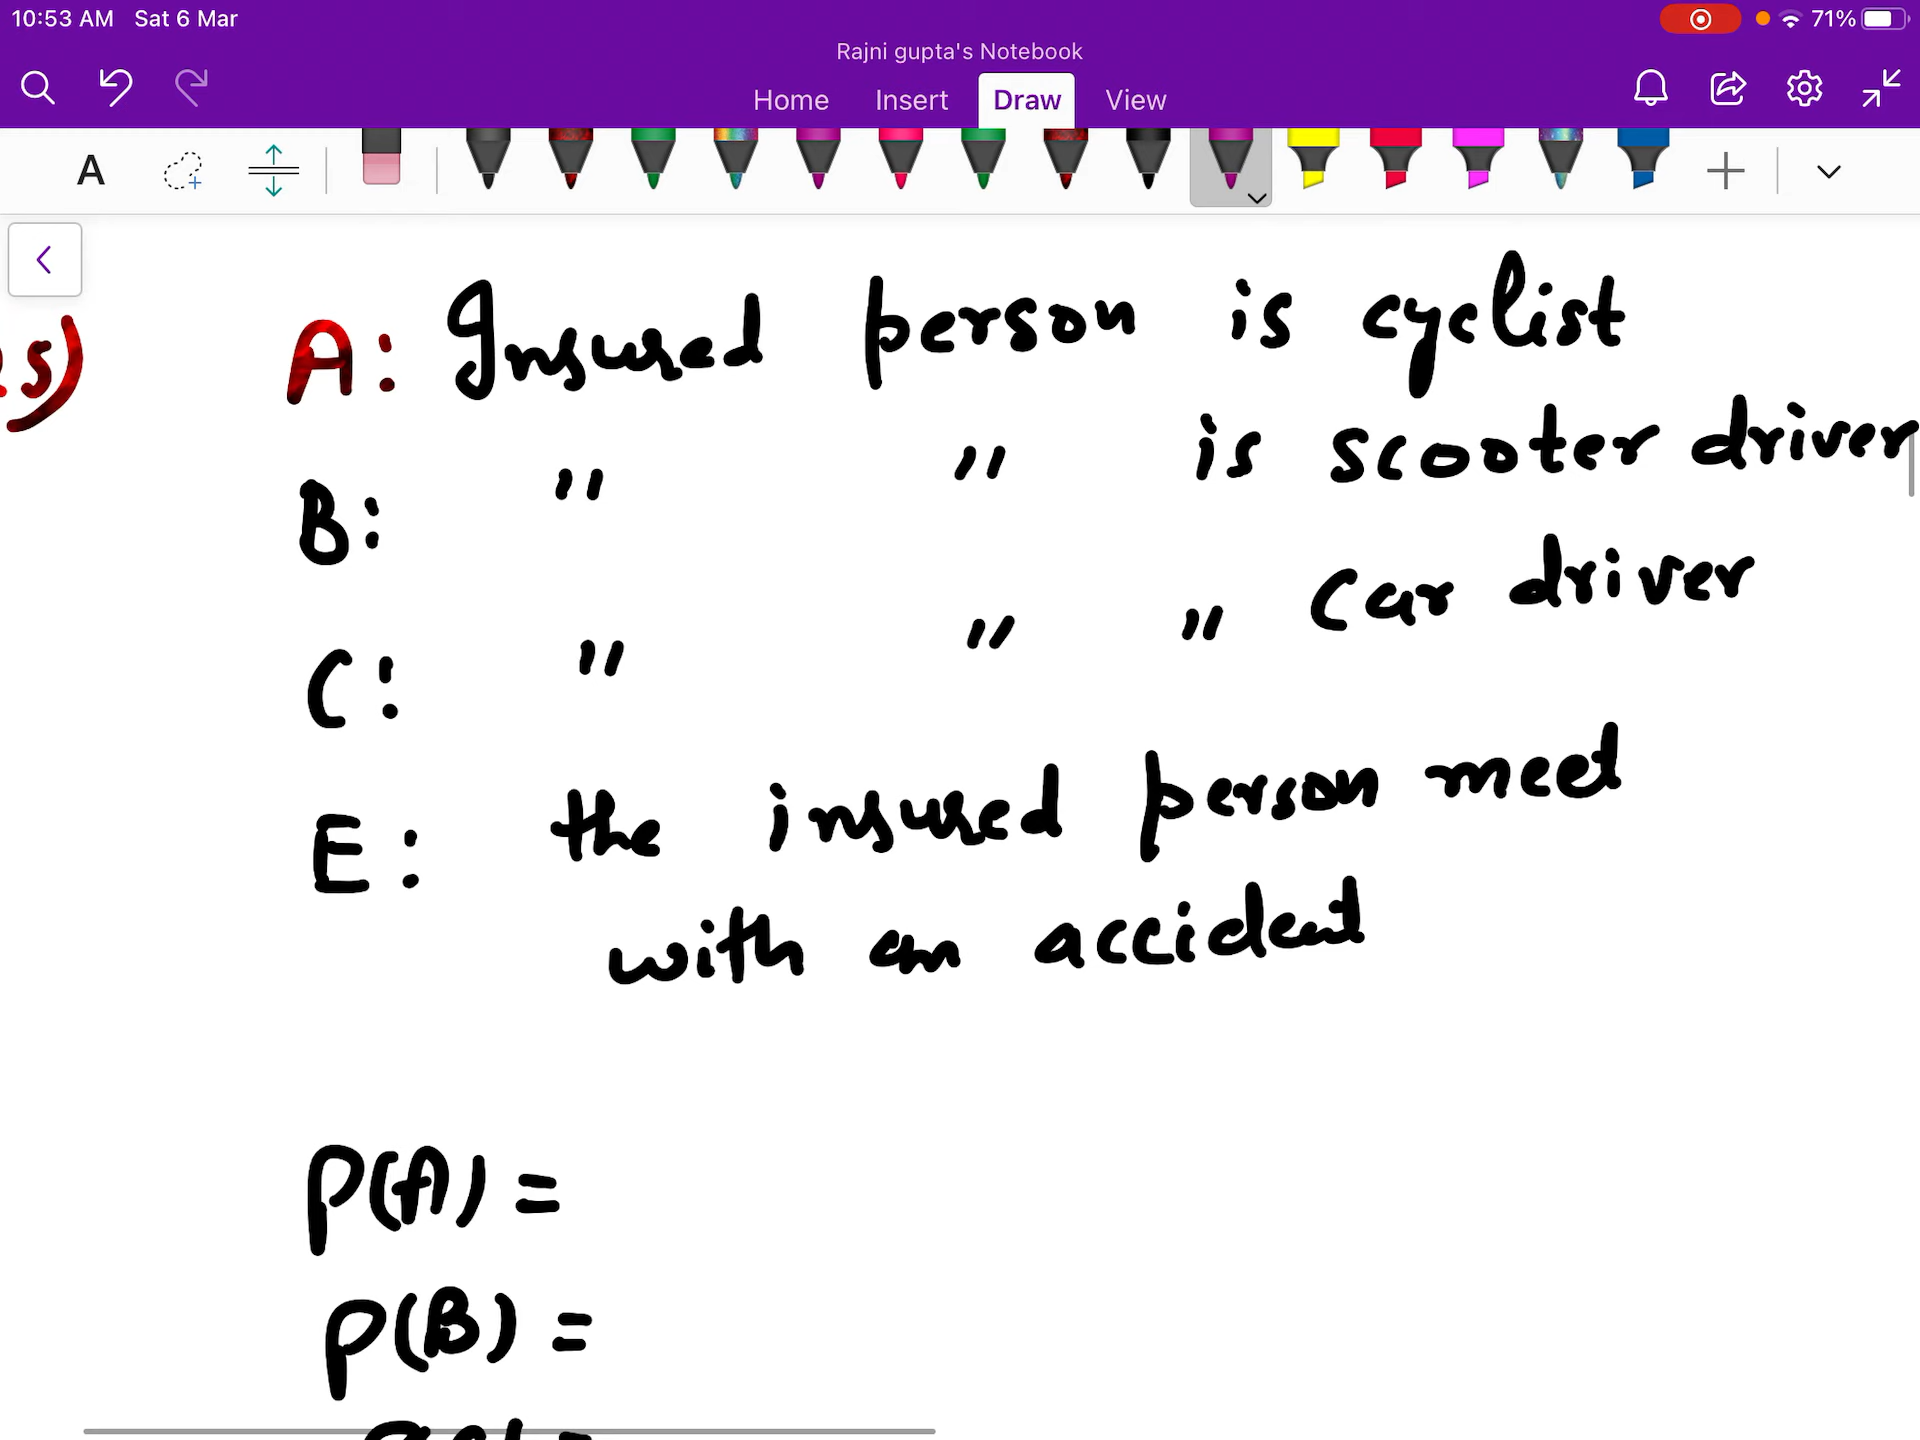 10:53 AM Sat 6 Mar
71%
Rajni gupta's Notebook
Home Insert Draw View
A
s)
A: Insured person is cyclist
B: " " is scooter driver
C: " " " Car driver
E: the insured person meet
with an accident
P(A) =
P(B) =